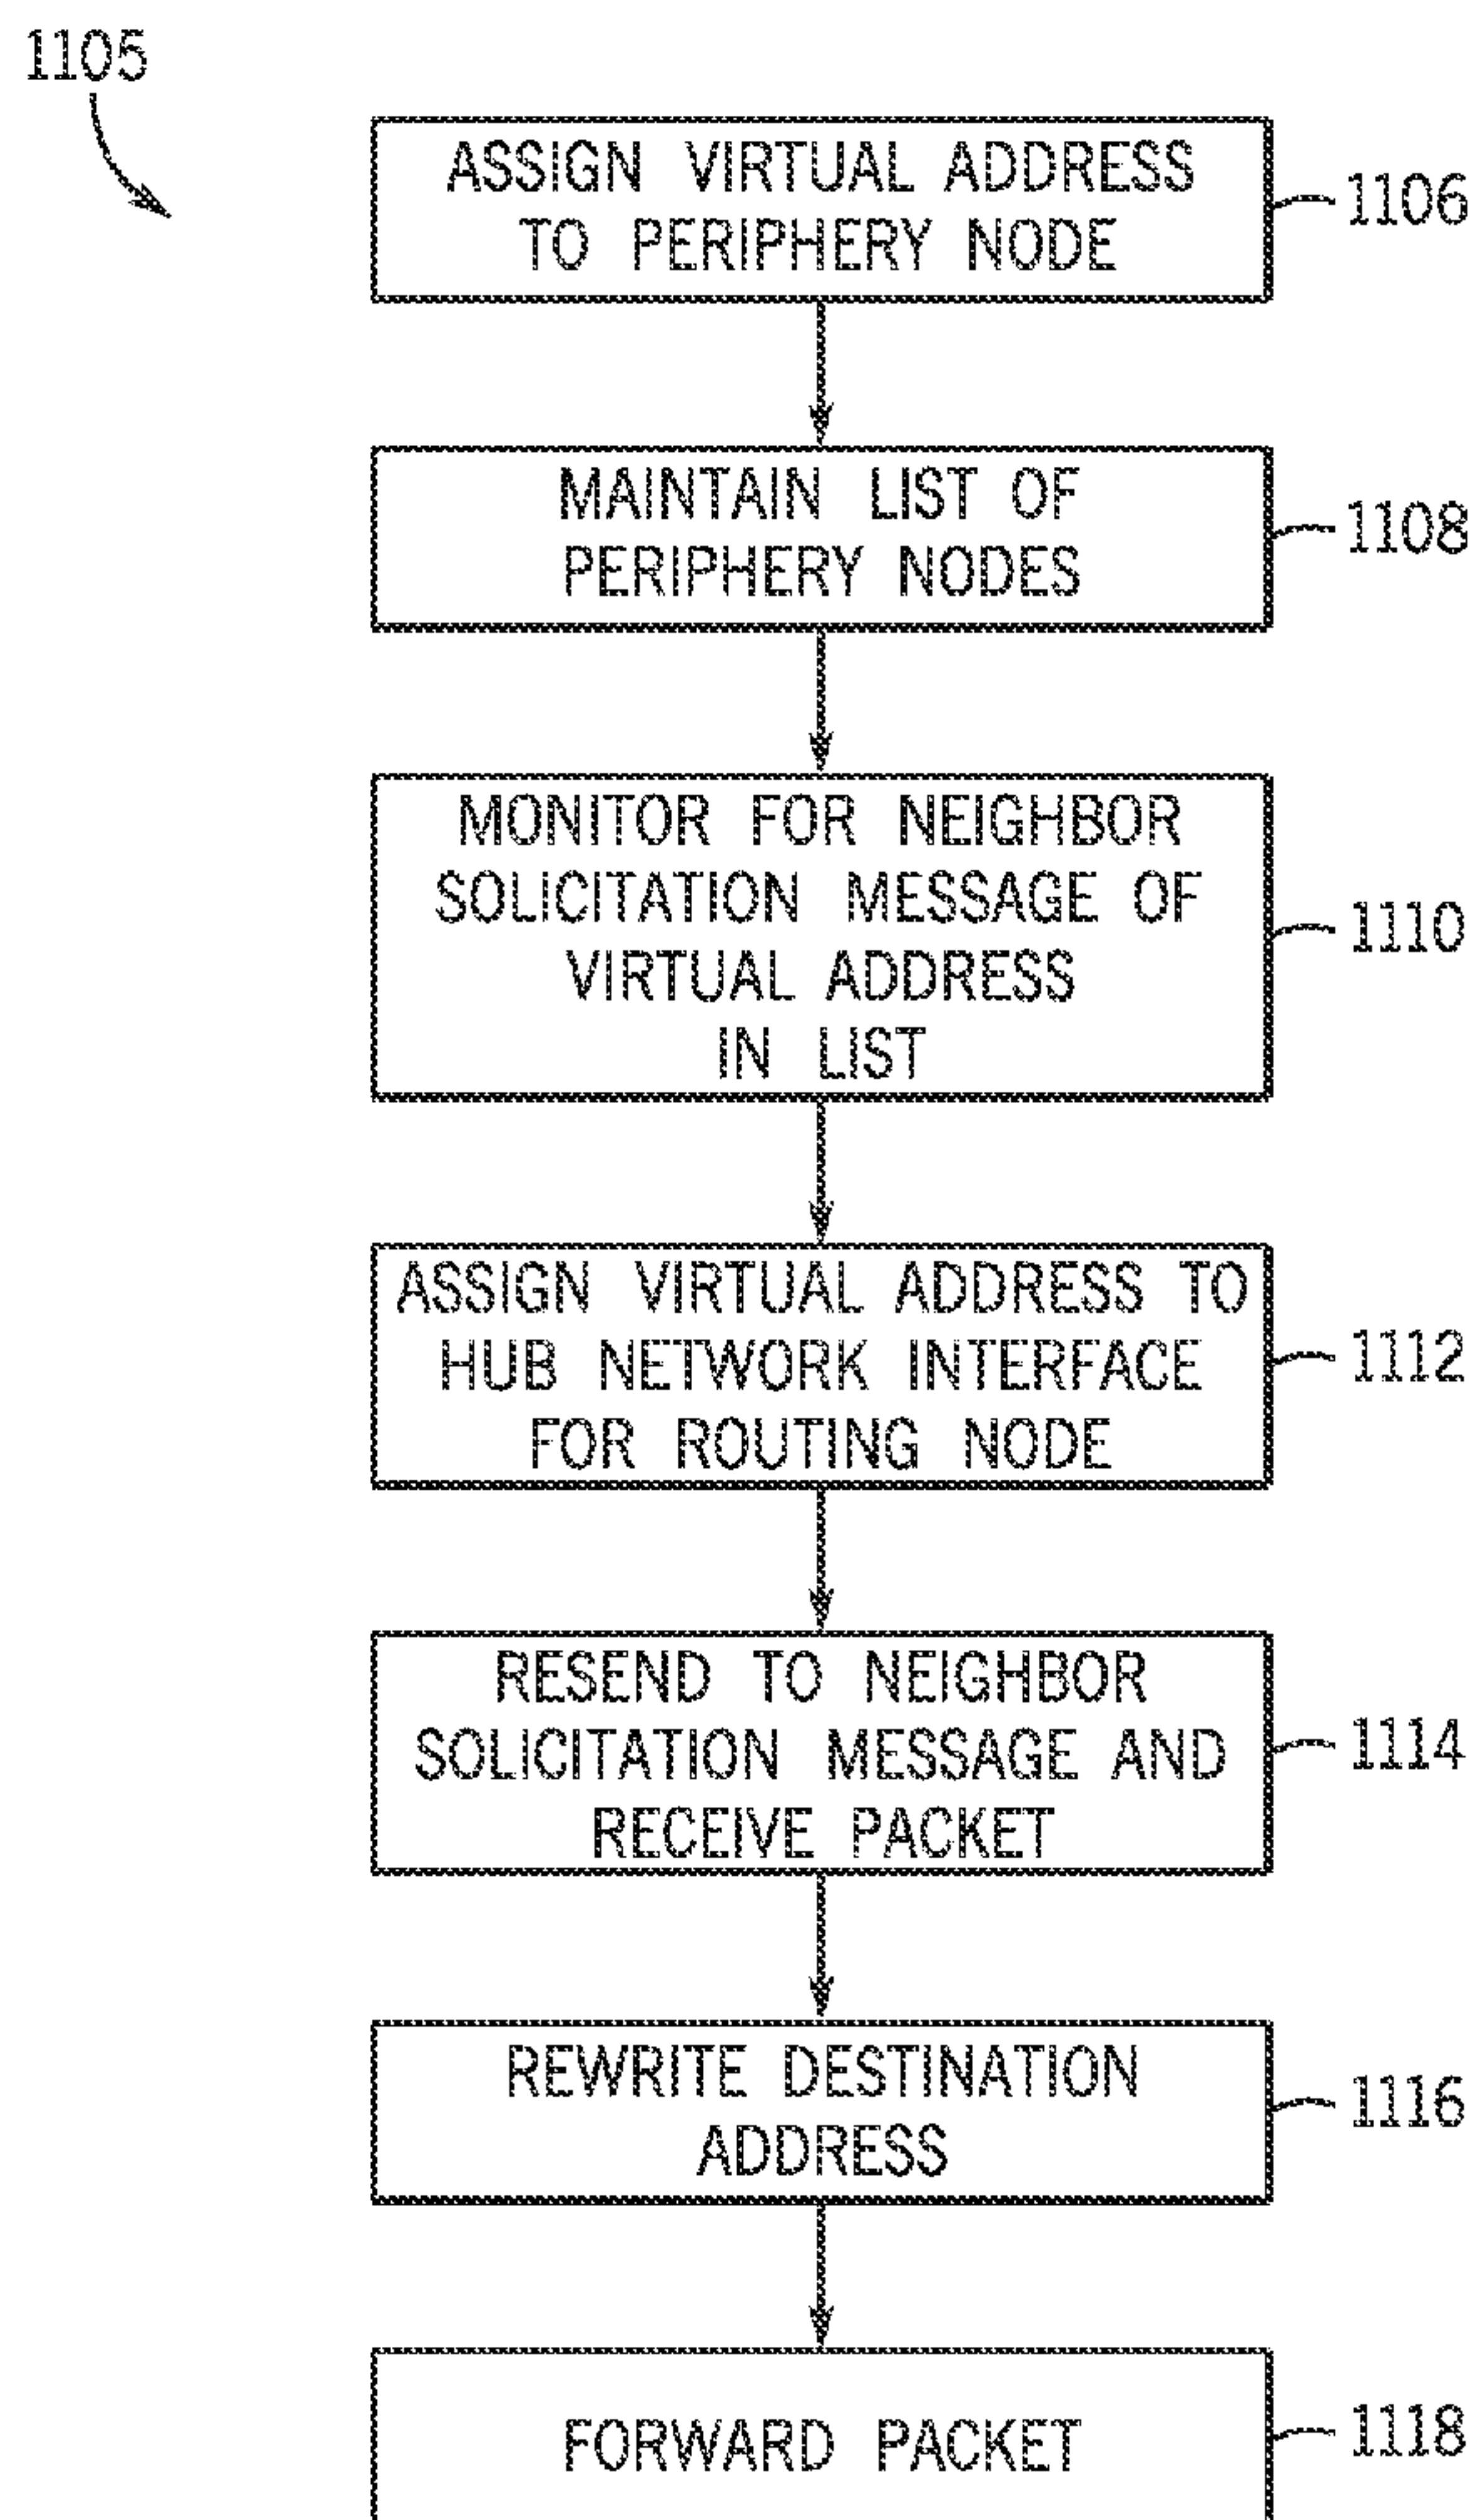 1105
ASSIGN VIRTUAL ADDRESS
TO PERIPHERY NODE
1106
MAINTAIN LIST OF
PERIPHERY NODES
1108
MONITOR FOR NEIGHBOR
SOLICITATION MESSAGE OF
VIRTUAL ADDRESS
IN LIST
1110
ASSIGN VIRTUAL ADDRESS TO
HUB NETWORK INTERFACE
FOR ROUTING NODE
1112
RESEND TO NEIGHBOR
SOLICITATION MESSAGE AND
RECEIVE PACKET
1114
REWRITE DESTINATION
ADDRESS
1116
FORWARD PACKET
1118